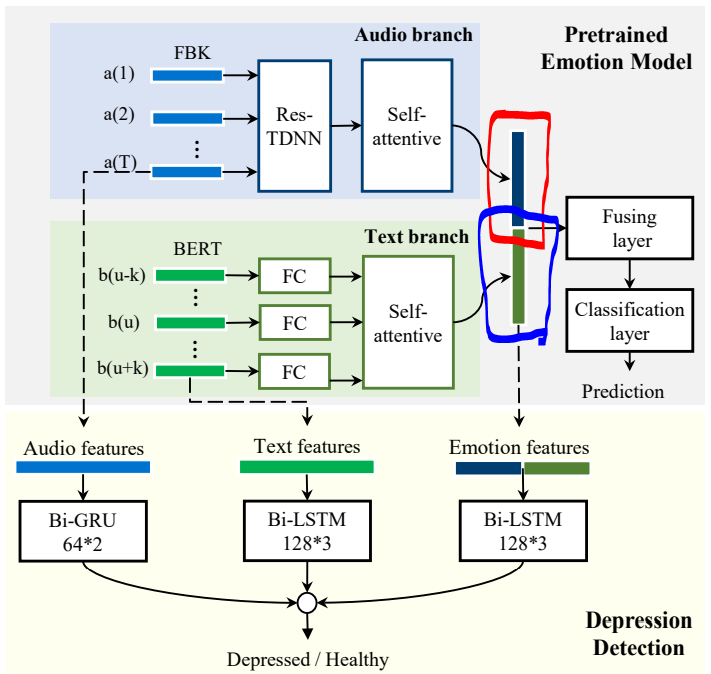 Audio branch
Pretrained
Emotion Model
FBK
a(1)
a(2)
a(T)
Res-
TDNN
Self-
attentive
Text branch
BERT
b(u-k)
b(u)
b(u+k)
FC
FC
FC
Self-
attentive
Fusing
layer
Classification
layer
Prediction
Audio features
Text features
Emotion features
Bi-GRU
64*2
Bi-LSTM
128*3
Bi-LSTM
128*3
Depressed / Healthy
Depression
Detection